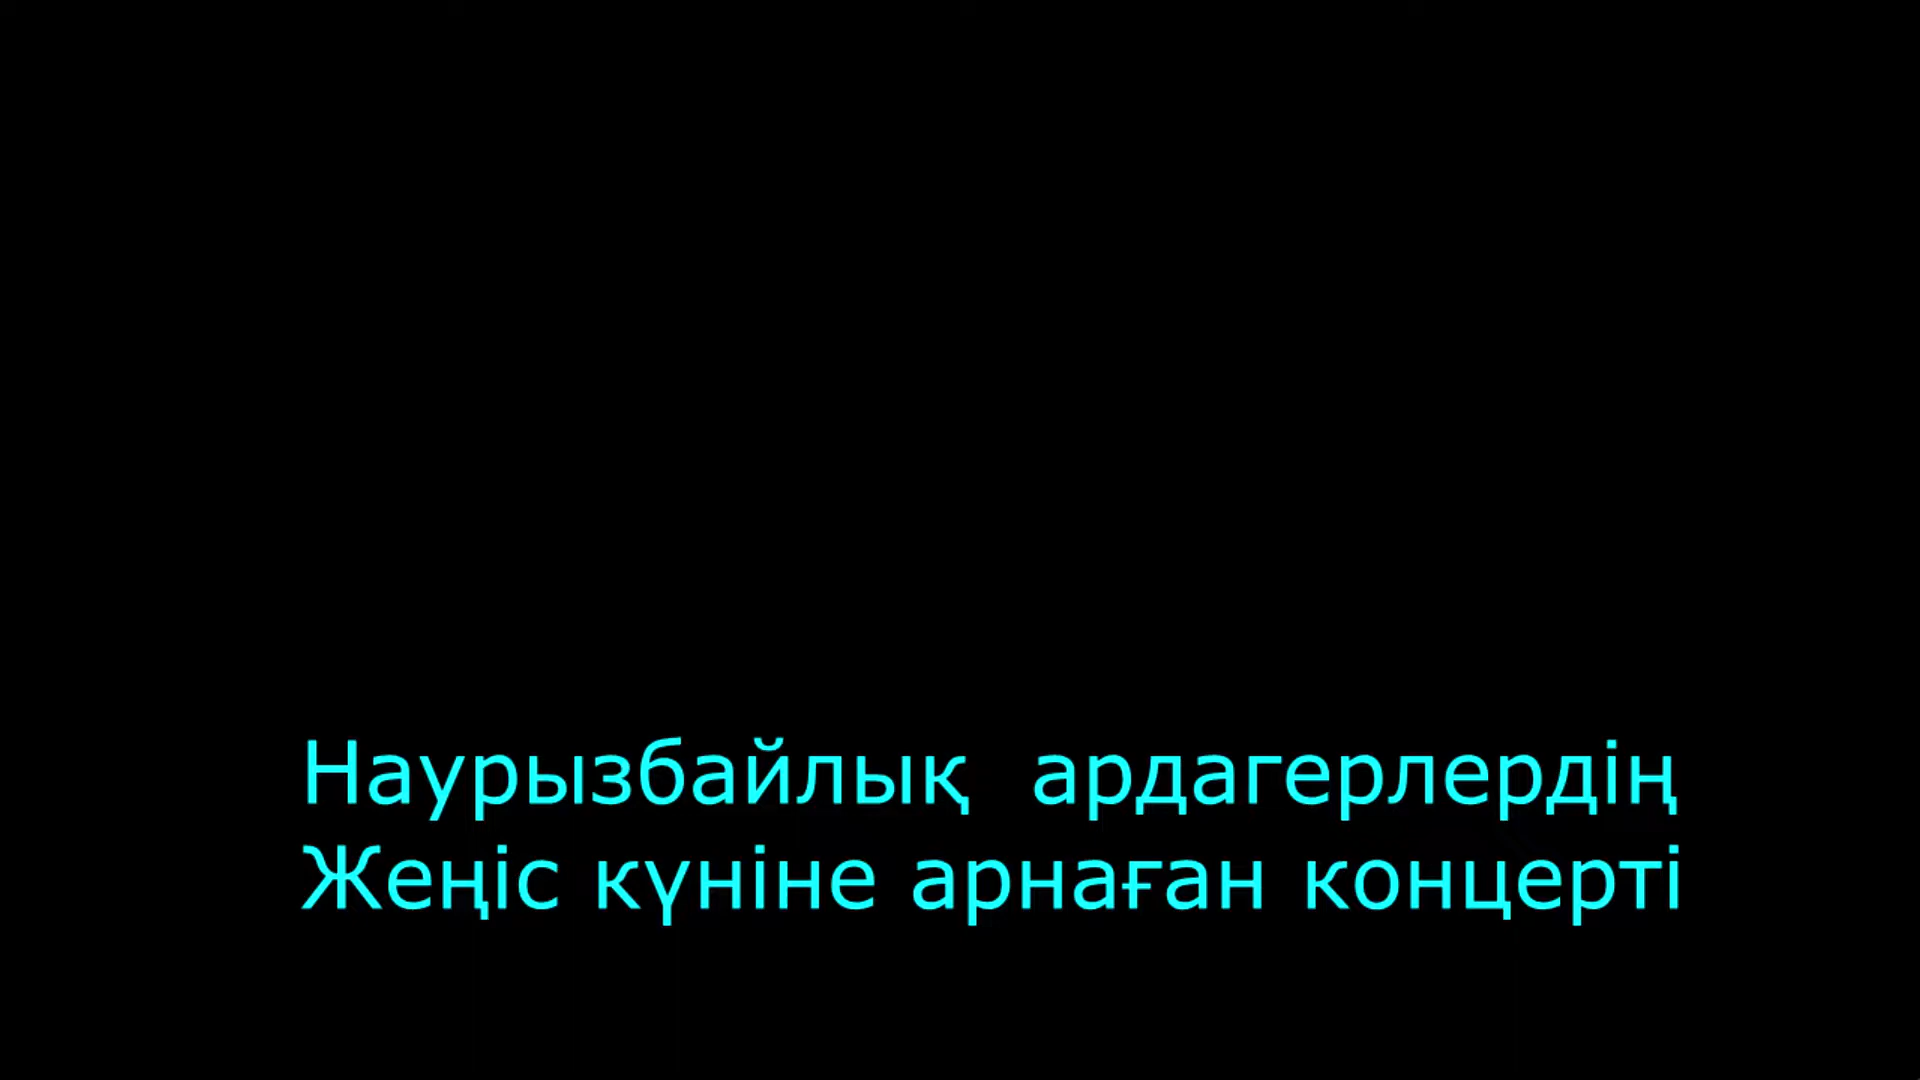 Наурызбайлық ардагерлердің
Жеңіс күніне арнаған концерті